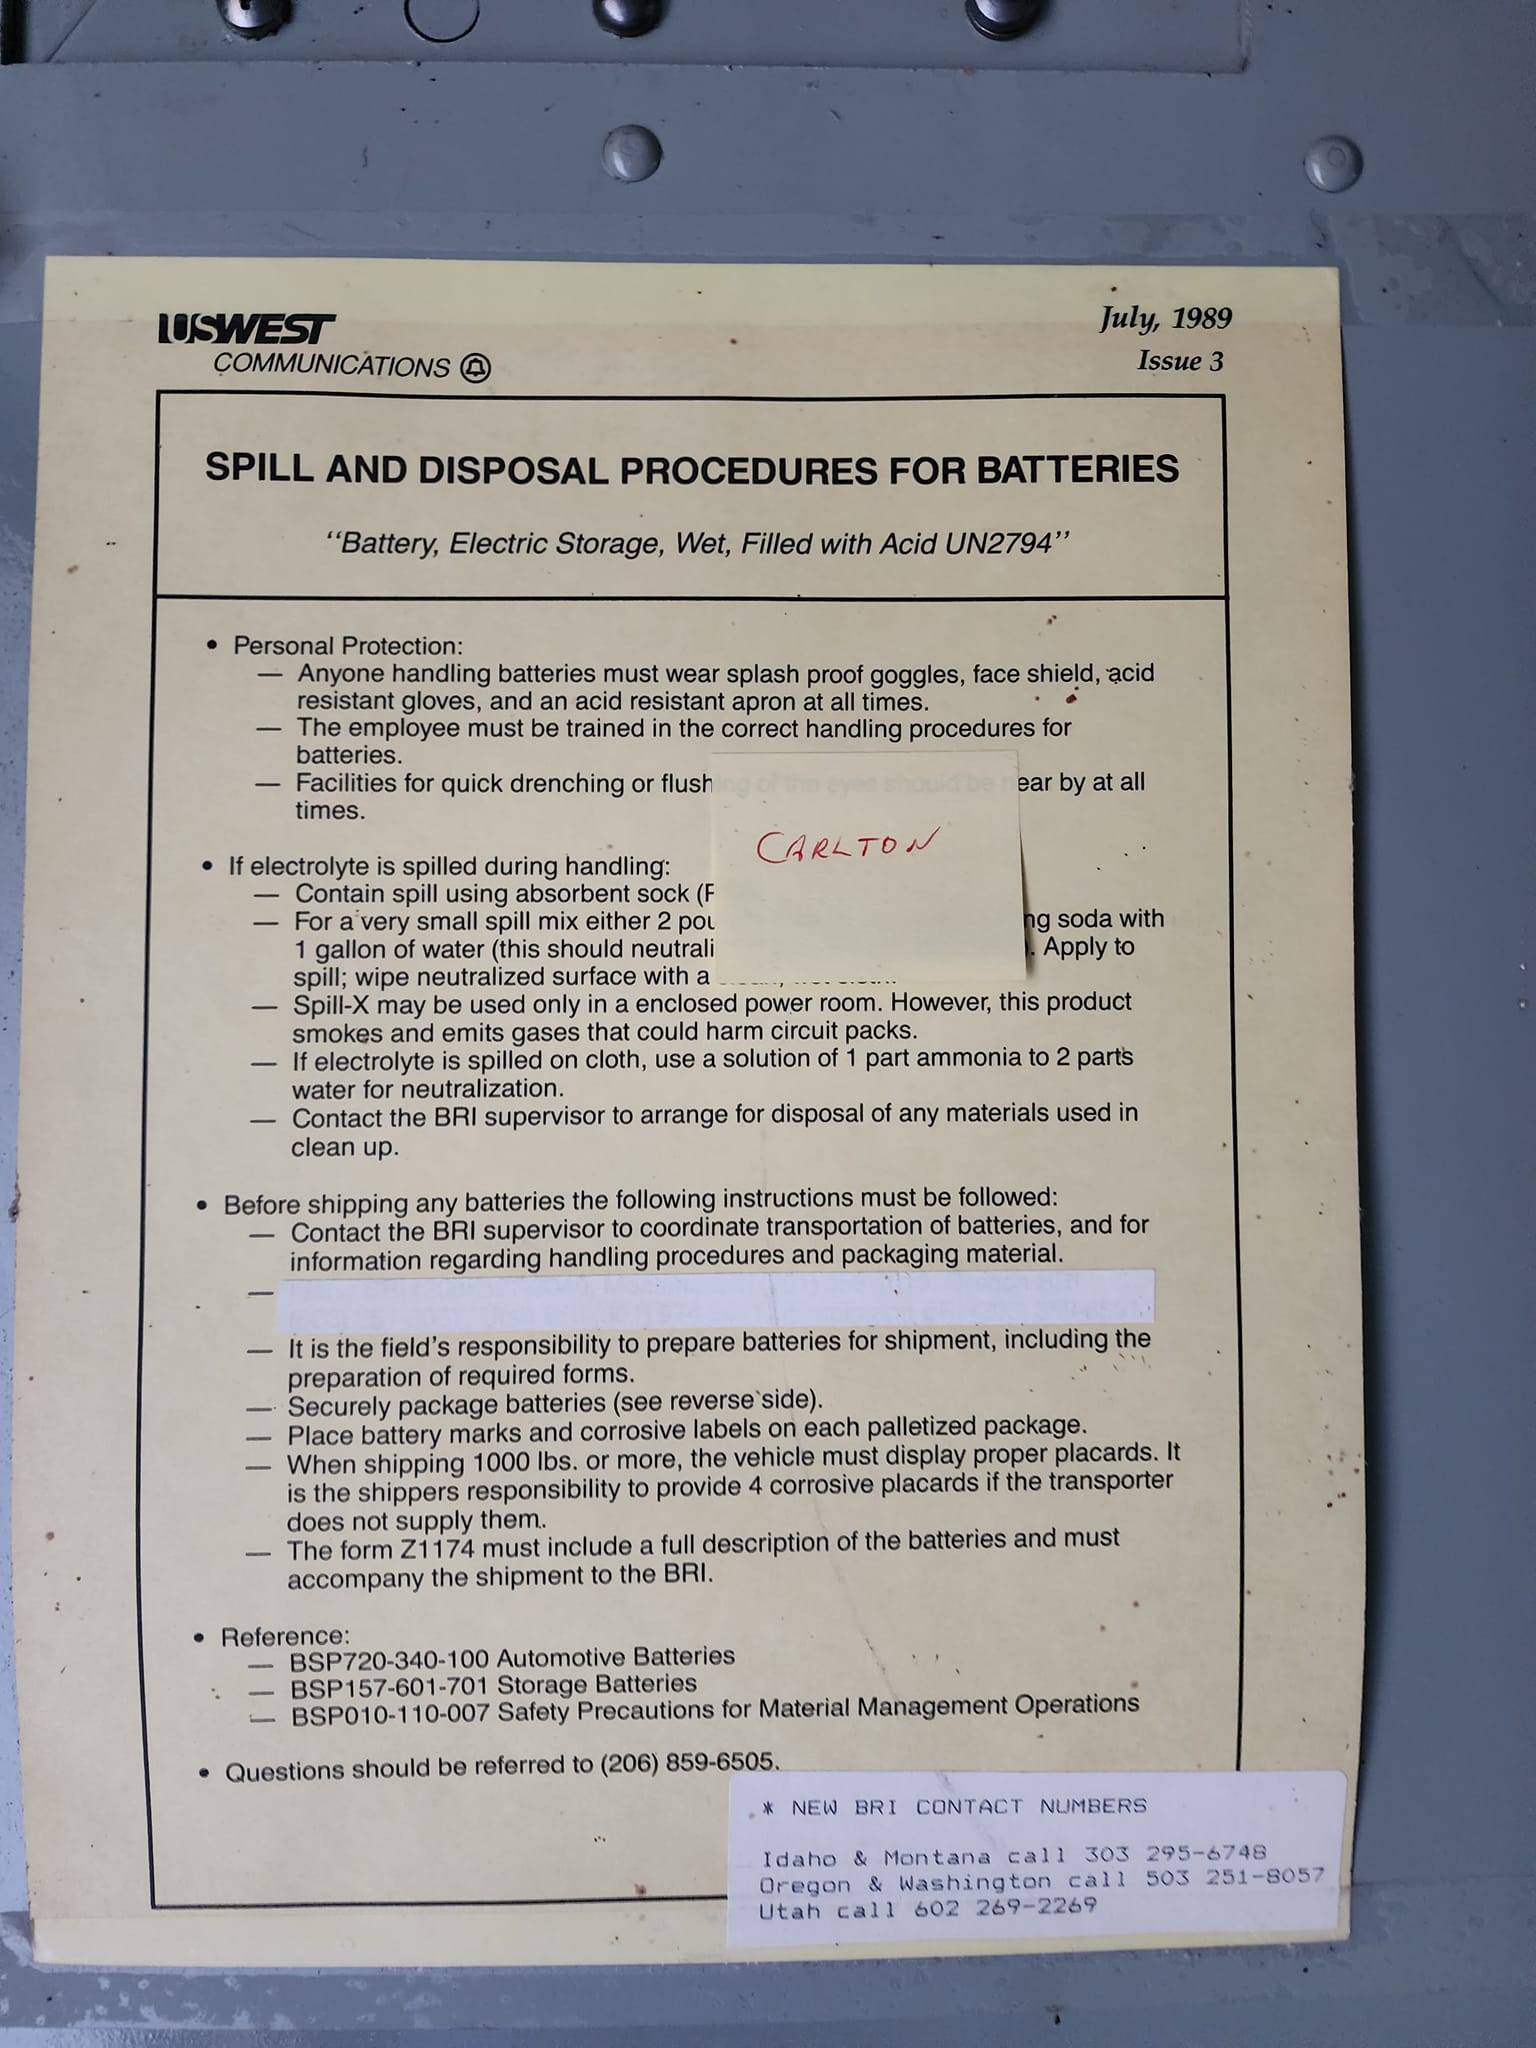 USWEST
COMMUNICATIONS
July, 1989
Issue 3
SPILL AND DISPOSAL PROCEDURES FOR BATTERIES
‘‘Battery, Electric Storage, Wet, Filled with Acid UN2794’’
• Personal Protection:
— Anyone handling batteries must wear splash proof goggles, face shield, acid
resistant gloves, and an acid resistant apron at all times.
— The employee must be trained in the correct handling procedures for
batteries.
— Facilities for quick drenching or flushing of the eyes should be near by at all
times.
CARLTON
• If electrolyte is spilled during handling:
— Contain spill using absorbent sock
— For a very small spill mix either 2 soda with
1 gallon of water (this should Apply to
spill; wipe neutralized surface with a
— Spill-X may be used only in a enclosed power room. However, this product
smokes and emits gases that could harm circuit packs.
— If electrolyte is spilled on cloth, use a solution of 1 part ammonia to 2 parts
water for neutralization.
— Contact the BRI supervisor to arrange for disposal of any materials used in
clean up.
• Before shipping any batteries the following instructions must be followed:
— Contact the BRI supervisor to coordinate transportation of batteries, and for
information regarding handling procedures and packaging material.
—
— It is the field's responsibility to prepare batteries for shipment, including the
preparation of required forms.
— Securely package batteries (see reverse side).
— Place battery marks and corrosive labels on each palletized package.
— When shipping 1000 lbs. or more, the vehicle must display proper placards. It
is the shippers responsibility to provide 4 corrosive placards if the transporter
does not supply them.
— The form Z1174 must include a full description of the batteries and must
accompany the shipment to the BRI.
• Reference:
— BSP720-340-100 Automotive Batteries
— BSP157-601-701 Storage Batteries
— BSP010-110-007 Safety Precautions for Material Management Operations
• Questions should be referred to (206) 859-6505.
* NEW BRI CONTACT NUMBERS
Idaho & Montana call 303 295-6748
Oregon & Washington call 503 251-8057
Utah call 602 269-2269